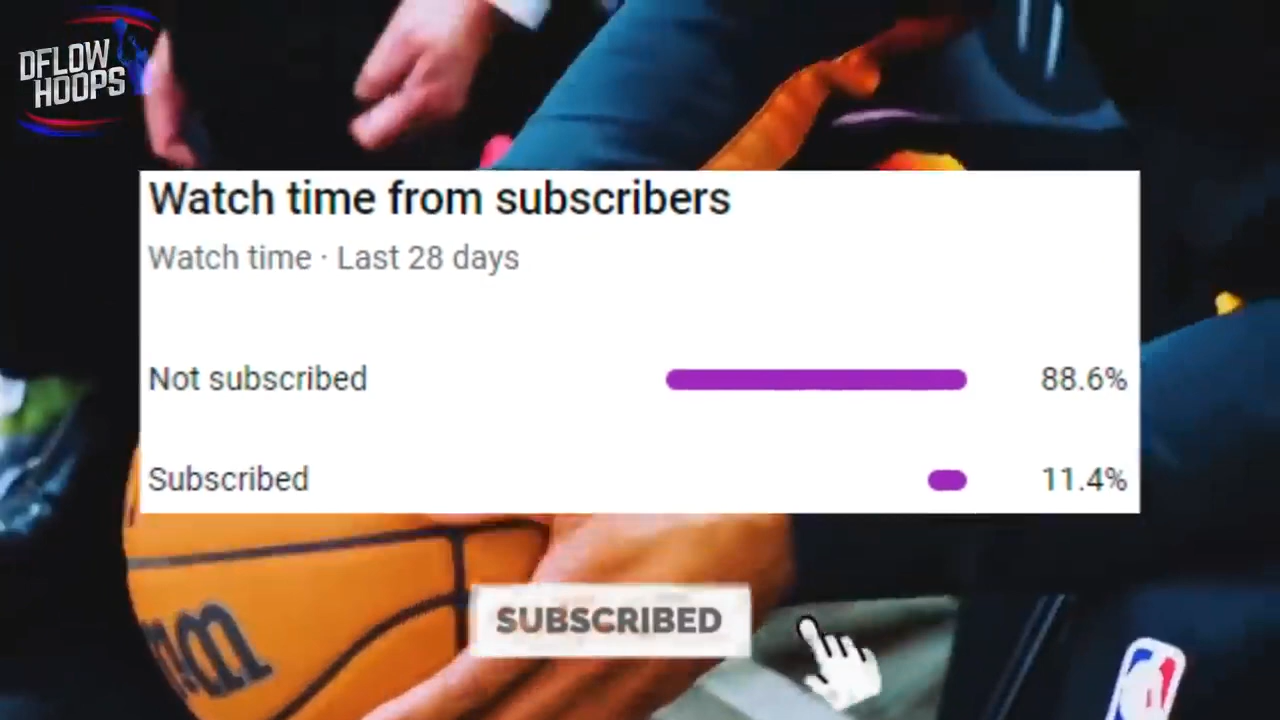 DFLOW
HOOPS
Watch time from subscribers
Watch time · Last 28 days
Not subscribed 88.6%
Subscribed 11.4%
SUBSCRIBED